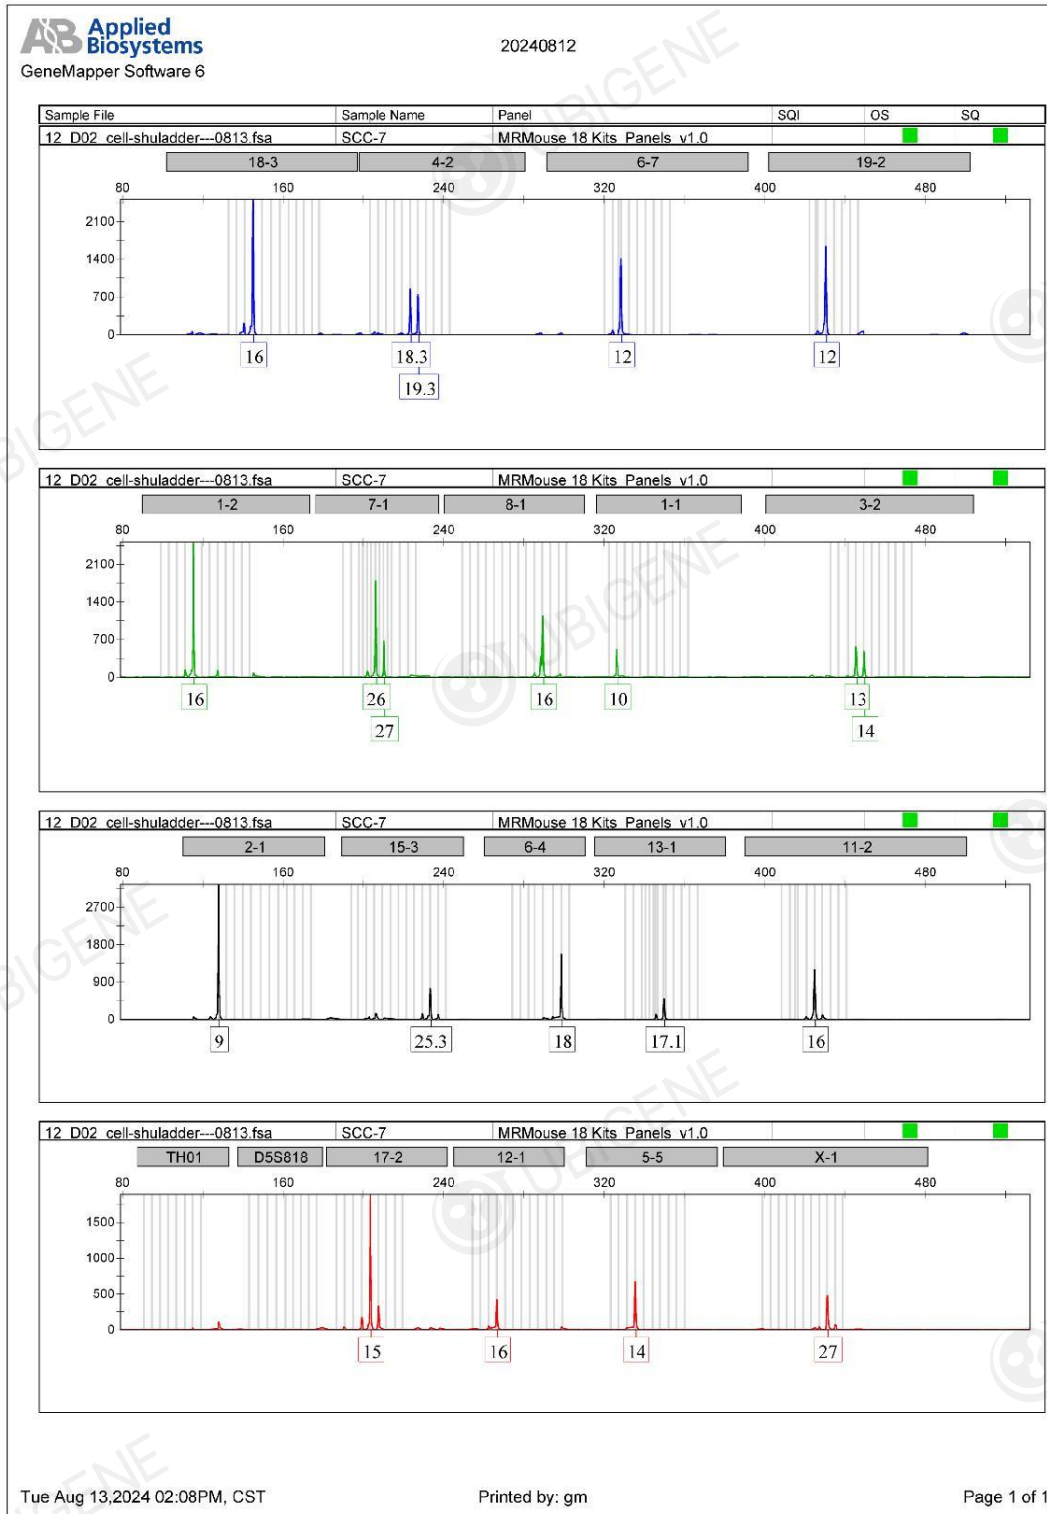 AB Applied Biosystems
20240812
GeneMapper Software 6
Sample File Sample Name Panel SQI OS SQ
12_D02_cell-shuladder---0813.fsa SCC-7 MRMouse 18 Kits_Panels_v1.0
18-3 4-2 6-7 19-2
80 160 240 320 400 480
2100
1400
700
0
16 18.3 12 12
19.3
12_D02_cell-shuladder---0813.fsa SCC-7 MRMouse 18 Kits_Panels_v1.0
1-2 7-1 8-1 1-1 3-2
80 160 240 320 400 480
2100
1400
700
0
16 26 16 10 13
27 14
12_D02_cell-shuladder---0813.fsa SCC-7 MRMouse 18 Kits_Panels_v1.0
2-1 15-3 6-4 13-1 11-2
80 160 240 320 400 480
2700
1800
900
0
9 25.3 18 17.1 16
12_D02_cell-shuladder---0813.fsa SCC-7 MRMouse 18 Kits_Panels_v1.0
TH01 D5S818 17-2 12-1 5-5 X-1
80 160 240 320 400 480
1500
1000
500
0
15 16 14 27
Tue Aug 13,2024 02:08PM, CST Printed by: gm Page 1 of 1
UBIGENE
UBIGENE
UBIGENE
UBIGENE
UBIGENE